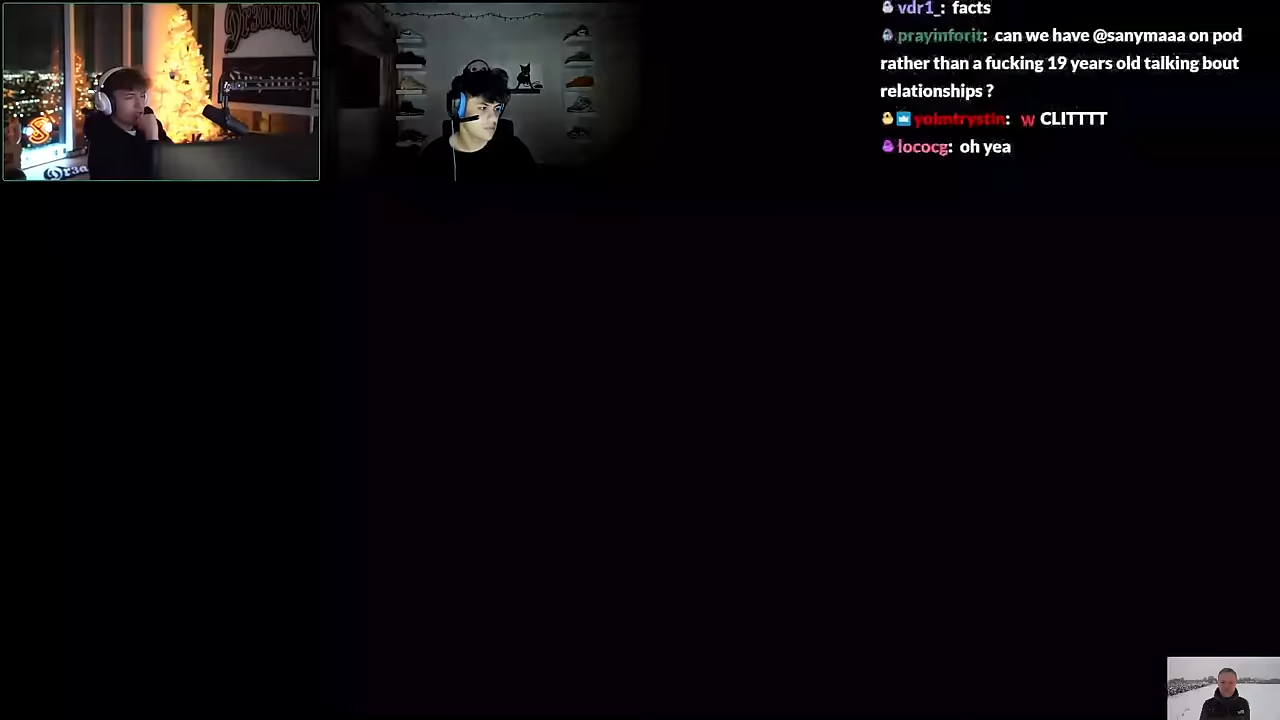 vdr1_: facts
prayinforit: can we have @sanymaaa on pod
rather than a fucking 19 years old talking bout
relationships ?
yoimtrystin: W CLITTTT
lococg: oh yea